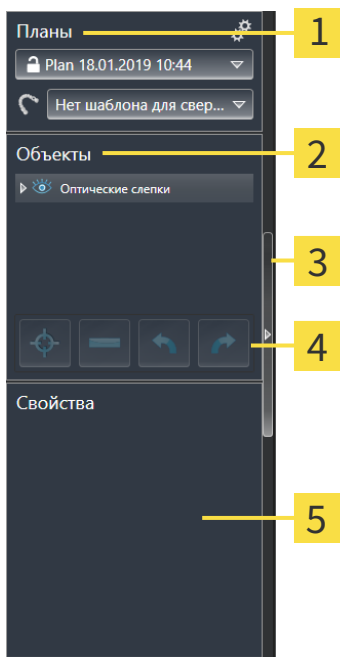 Планы
1
Plan 18.01.2019 10:44
Нет шаблона для свер...
Объекты
2
Оптические слепки
3
4
Свойства
5